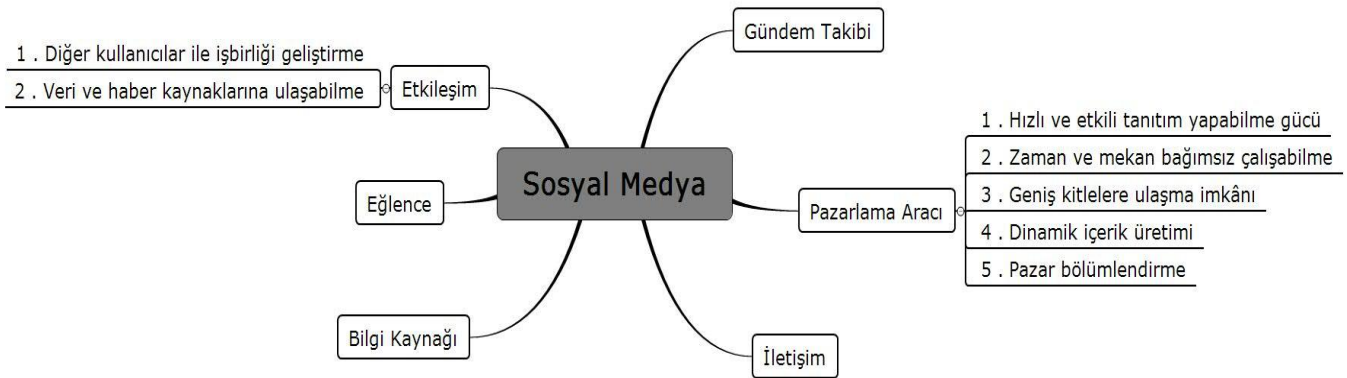 Gündem Takibi
1 . Diğer kullanıcılar ile işbirliği geliştirme
2 . Veri ve haber kaynaklarına ulaşabilme
Etkileşim
Sosyal Medya
Eğlence
Pazarlama Aracı
1 . Hızlı ve etkili tanıtım yapabilme gücü
2 . Zaman ve mekan bağımsız çalışabilme
3 . Geniş kitlelere ulaşma imkânı
4 . Dinamik içerik üretimi
5 . Pazar bölümlendirme
Bilgi Kaynağı
İletişim